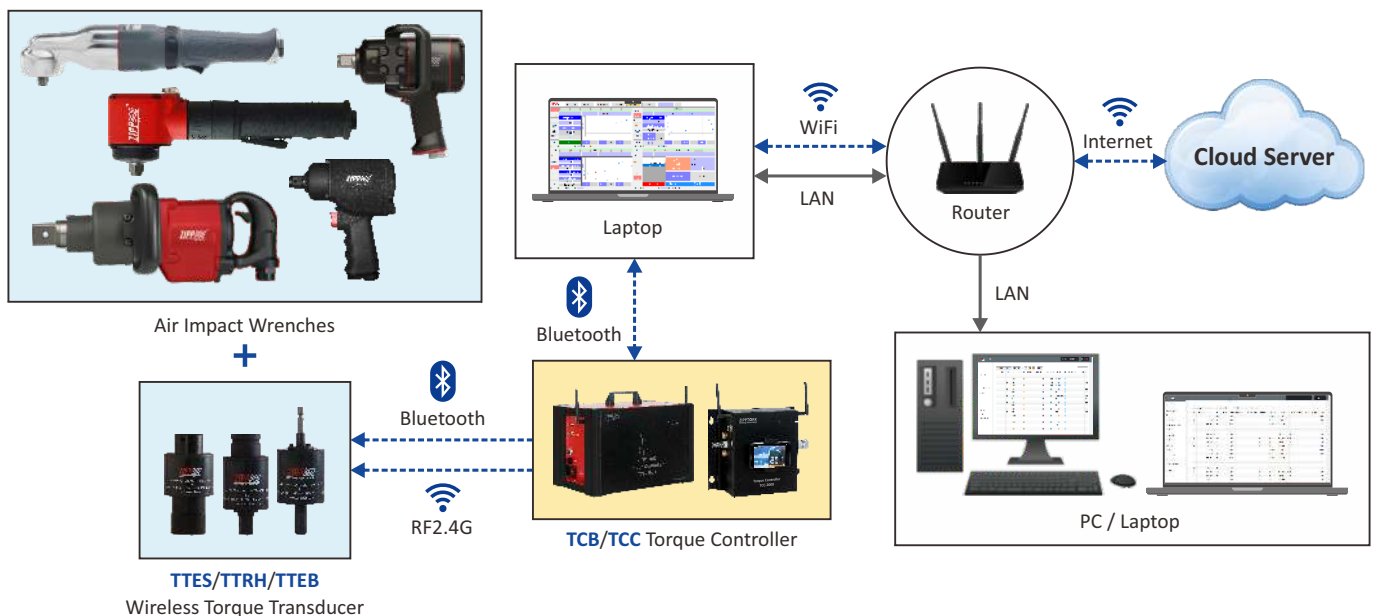 WiFi
Internet
Cloud Server
LAN
Router
Laptop
Air Impact Wrenches
+
Bluetooth
LAN
Bluetooth
RF2.4G
TCB/TCC Torque Controller
PC / Laptop
TTES/TTRH/TTEB
Wireless Torque Transducer